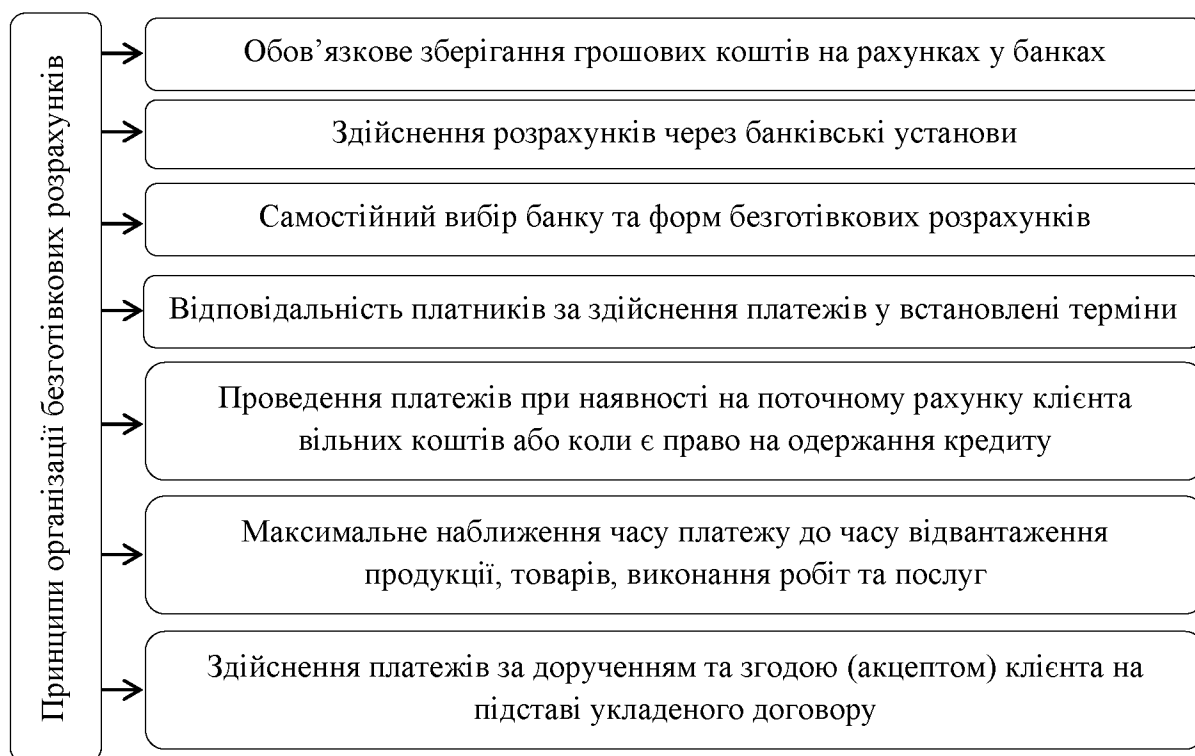 Принципи організації безготівкових розрахунків
Обов’язкове зберігання грошових коштів на рахунках у банках
Здійснення розрахунків через банківські установи
Самостійний вибір банку та форм безготівкових розрахунків
Відповідальність платників за здійснення платежів у встановлені терміни
Проведення платежів при наявності на поточному рахунку клієнта
вільних коштів або коли є право на одержання кредиту
Максимальне наближення часу платежу до часу відвантаження
продукції, товарів, виконання робіт та послуг
Здійснення платежів за дорученням та згодою (акцептом) клієнта на
підставі укладеного договору